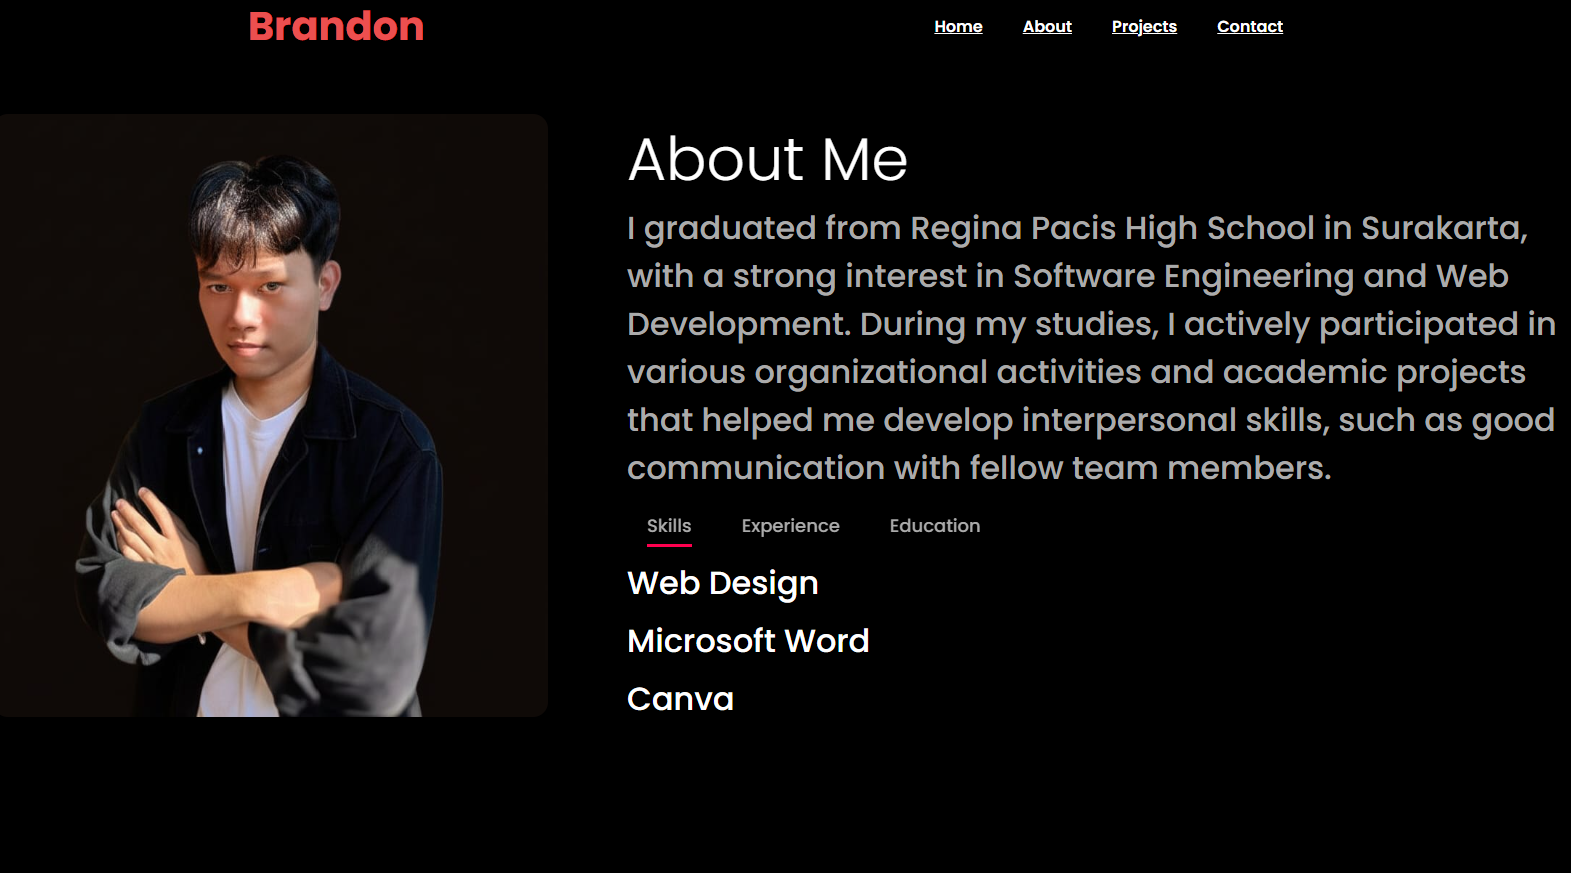 Brandon
Home About Projects Contact
About Me
I graduated from Regina Pacis High School in Surakarta,
with a strong interest in Software Engineering and Web
Development. During my studies, I actively participated in
various organizational activities and academic projects
that helped me develop interpersonal skills, such as good
communication with fellow team members.
Skills Experience Education
Web Design
Microsoft Word
Canva